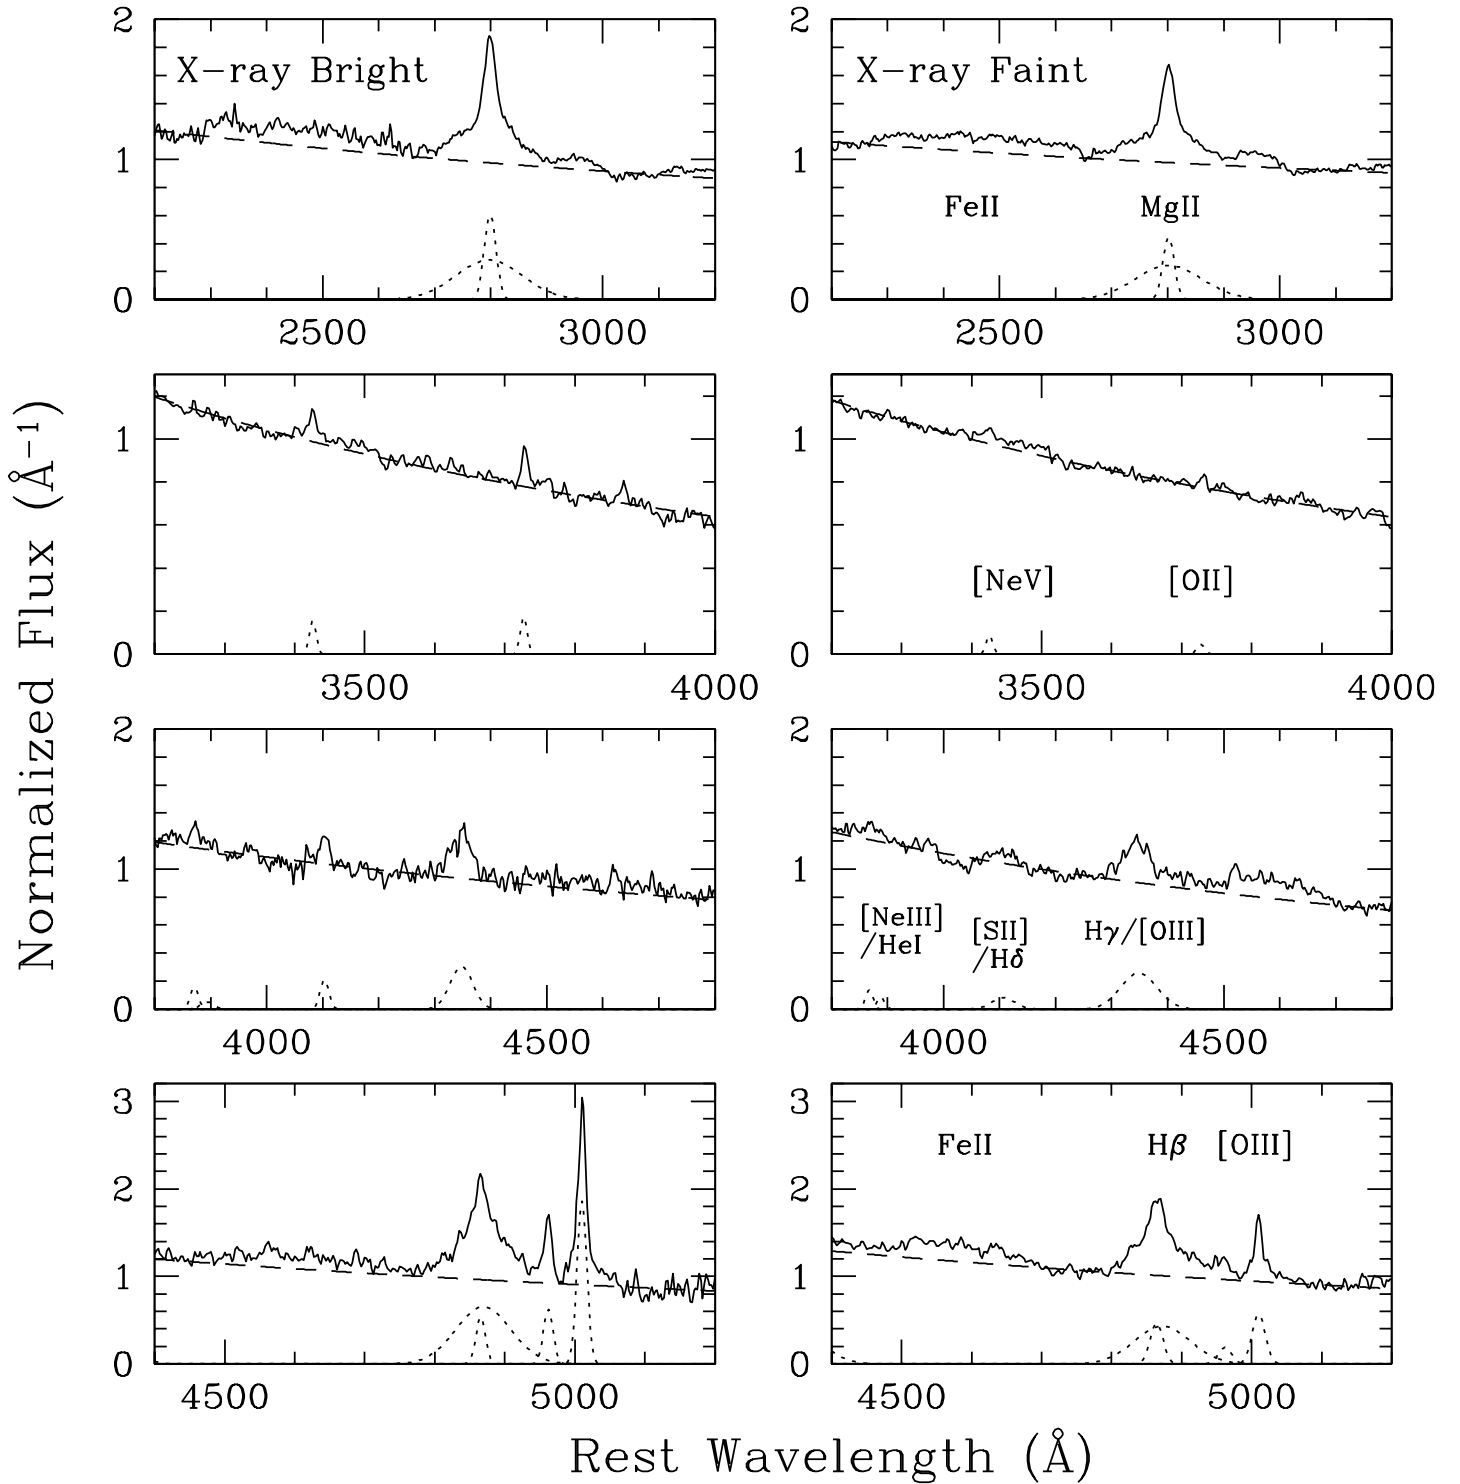 X-ray Bright
X-ray Faint
2
1
0
2500
3000
2
1
0
FeII
MgII
2500
3000
Normalized Flux (Å⁻¹)
1
0
3500
4000
1
0
[NeV]
[OII]
3500
4000
2
1
0
4000
4500
2
1
0
[NeIII]
/HeI
[SII]
/Hδ
Hγ/[OIII]
4000
4500
3
2
1
0
4500
5000
3
2
1
0
FeII
Hβ
[OIII]
4500
5000
Rest Wavelength (Å)